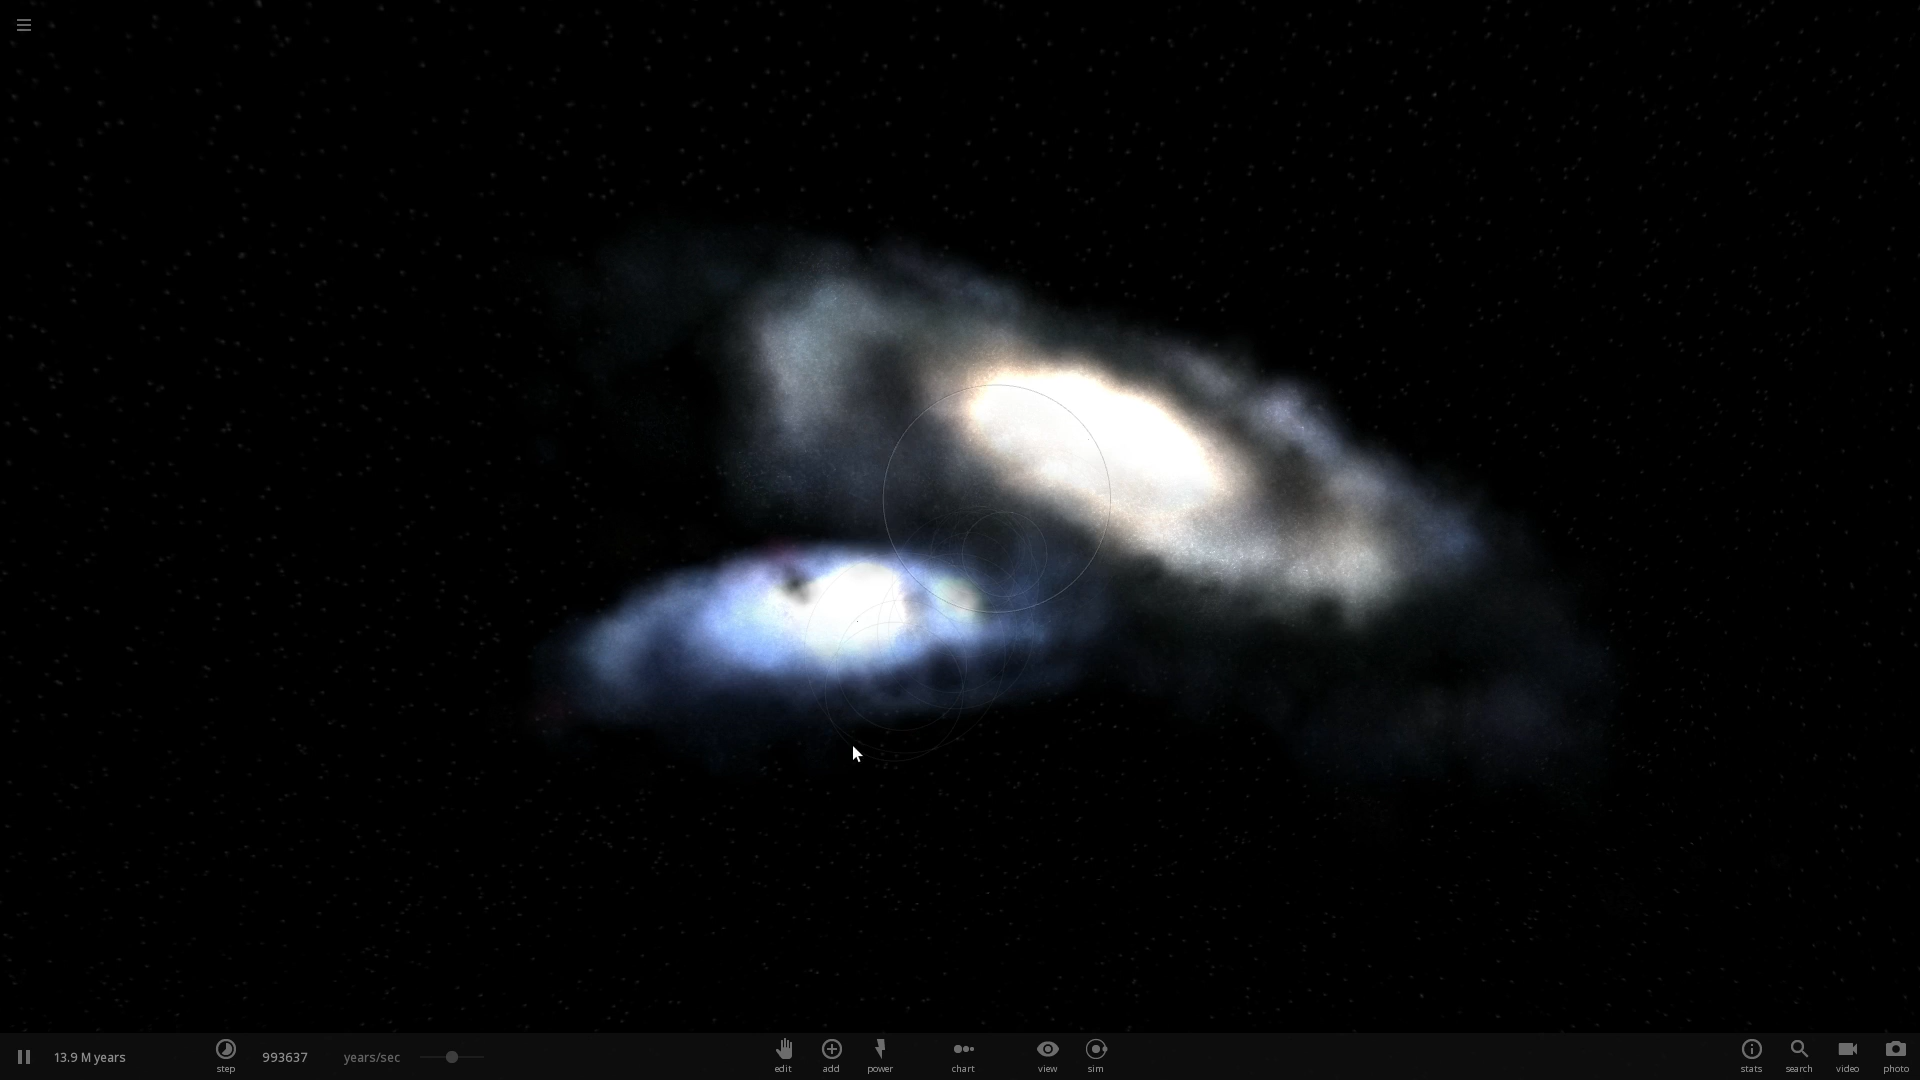 13.9 M years
step
993637 years/sec
edit
add
power
chart
view
sim
stats
search
video
photo